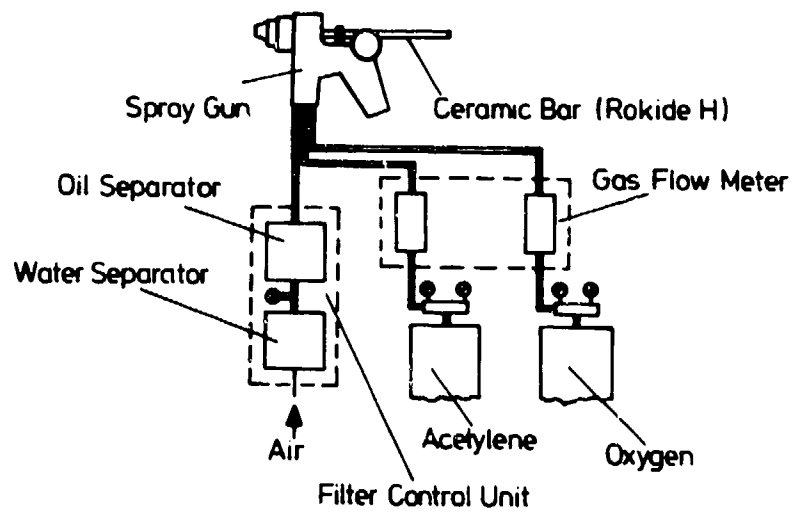 Spray Gun
Ceramic Bar (Rokide H)
Oil Separator
Gas Flow Meter
Water Separator
Air
Acetylene
Oxygen
Filter Control Unit